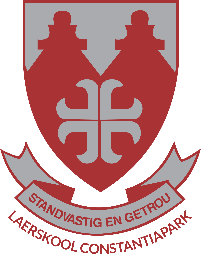 STANDVASTIG EN GETROU
LAERSKOOL CONSTANTIAPARK